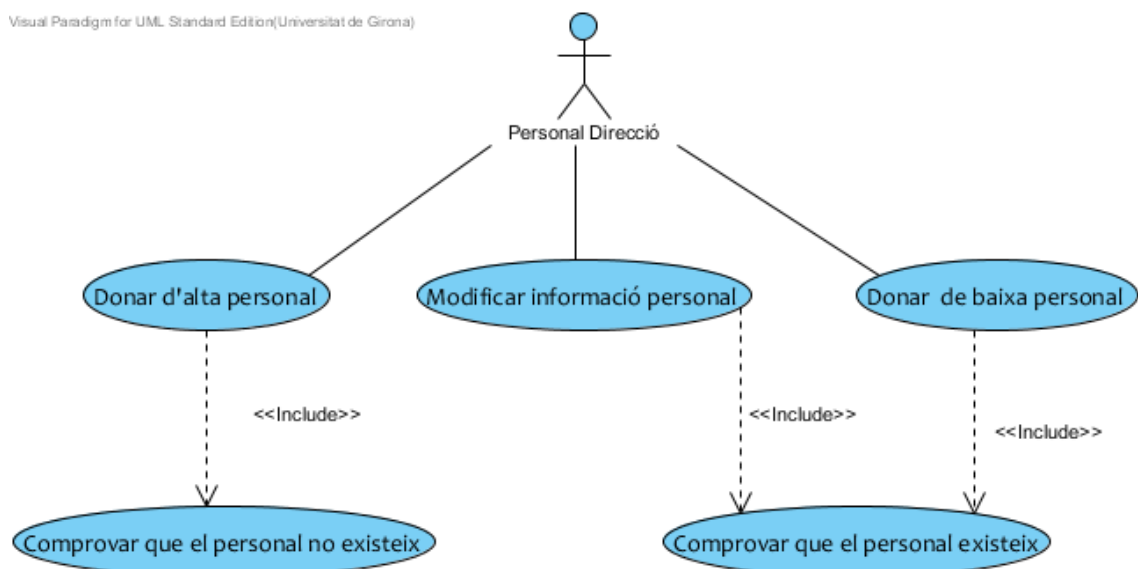 Visual Paradigm for UML Standard Edition(Universitat de Girona)
Personal Direcció
Donar d'alta personal
Modificar informació personal
Donar  de baixa personal
<<Include>>
<<Include>>
<<Include>>
Comprovar que el personal no existeix
Comprovar que el personal existeix